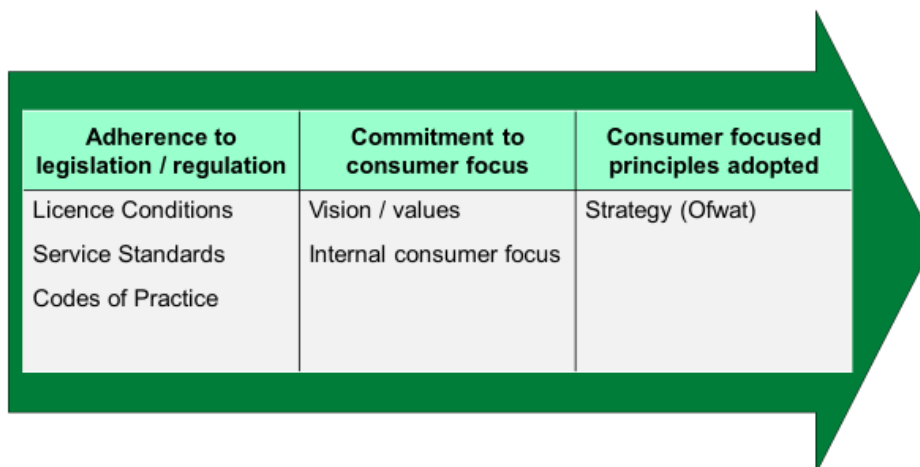 Adherence to
legislation / regulation
Commitment to
consumer focus
Consumer focused
principles adopted
Licence Conditions
Service Standards
Codes of Practice
Vision / values
Internal consumer focus
Strategy (Ofwat)